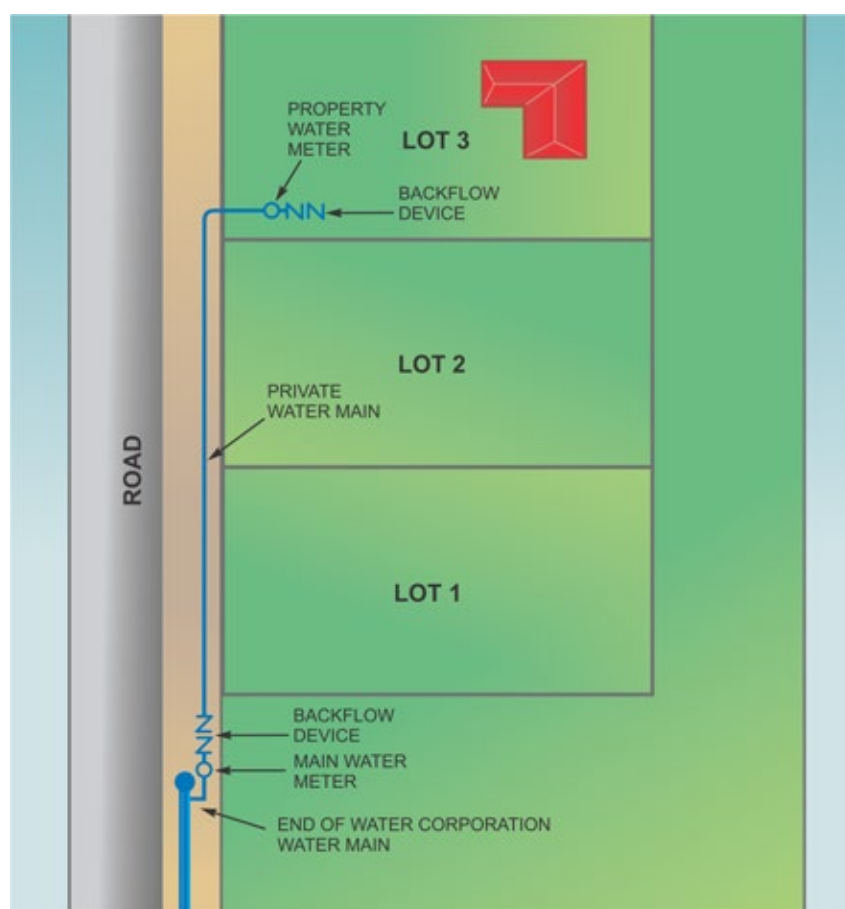 PROPERTY
WATER
METER
LOT 3
BACKFLOW
DEVICE
LOT 2
PRIVATE
WATER MAIN
ROAD
LOT 1
BACKFLOW
DEVICE
MAIN WATER
METER
END OF WATER CORPORATION
WATER MAIN